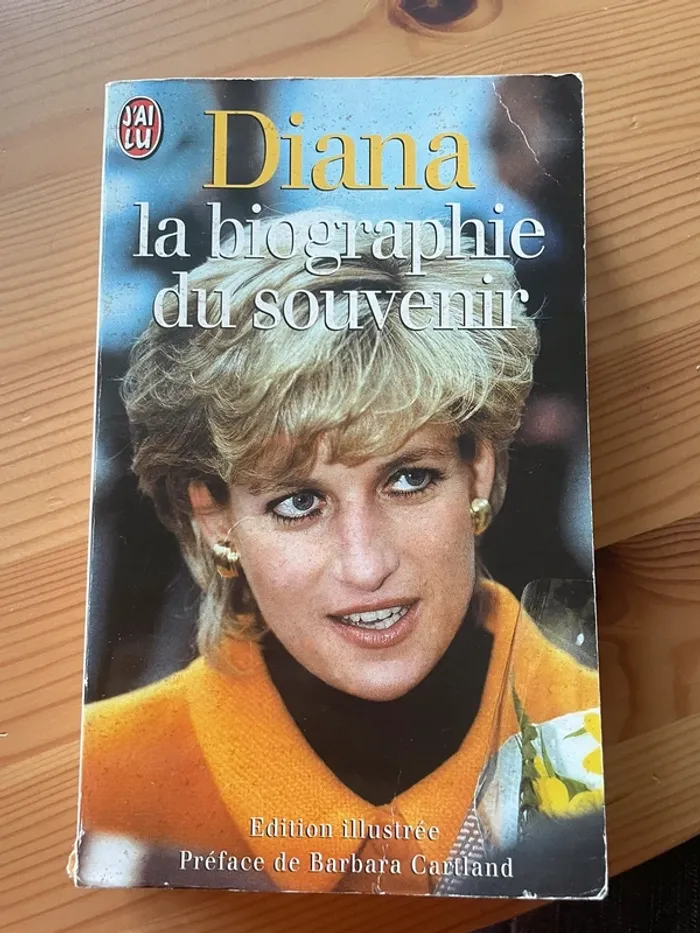 J'AI
LU
Diana
la biographie
du souvenir
Edition illustrée
Préface de Barbara Cartland